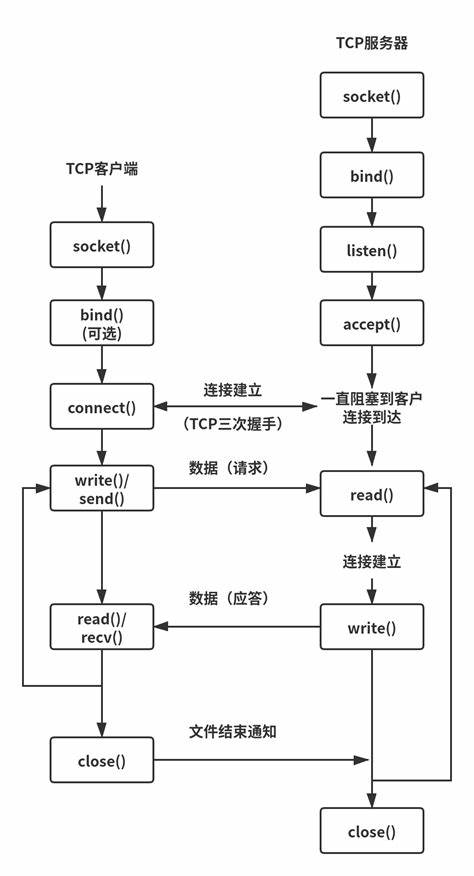 TCP服务器
socket()
bind()
TCP客户端
socket()
listen()
bind()
(可选)
accept()
connect()
连接建立
(TCP三次握手)
一直阻塞到客户
连接到达
write()/
send()
数据（请求）
read()
连接建立
read()/
recv()
数据（应答）
write()
close()
文件结束通知
close()